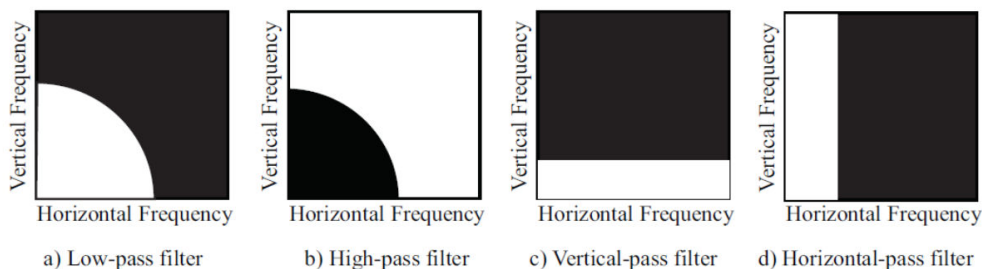 Vertical Frequency
Horizontal Frequency
a) Low-pass filter
Vertical Frequency
Horizontal Frequency
b) High-pass filter
Vertical Frequency
Horizontal Frequency
c) Vertical-pass filter
Vertical Frequency
Horizontal Frequency
d) Horizontal-pass filter